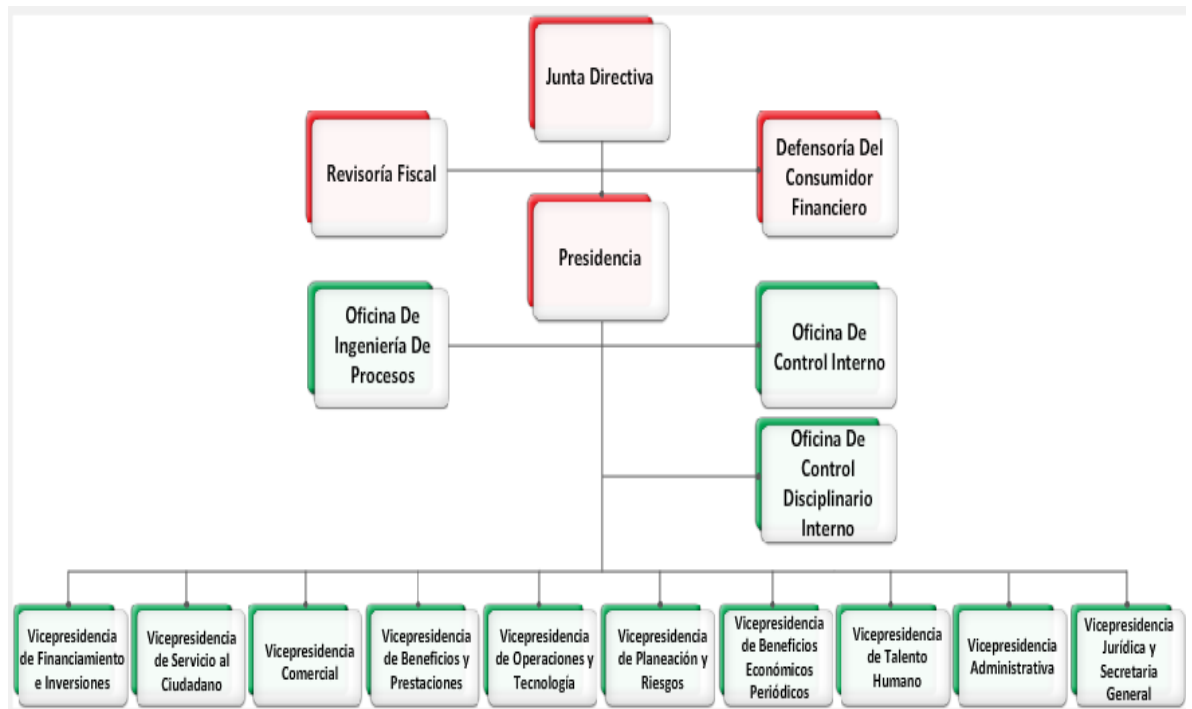 Junta Directiva
Revisoría Fiscal
Defensoría Del
Consumidor
Financiero
Presidencia
Oficina De
Ingeniería De
Procesos
Oficina De
Control Interno
Oficina De
Control
Disciplinario
Interno
Vicepresidencia
de Financiamiento
e Inversiones
Vicepresidencia
de Servicio al
Ciudadano
Vicepresidencia
Comercial
Vicepresidencia
de Beneficios y
Prestaciones
Vicepresidencia
de Operaciones y
Tecnología
Vicepresidencia
de Planeación y
Riesgos
Vicepresidencia
de Beneficios
Económicos
Periódicos
Vicepresidencia
de Talento
Humano
Vicepresidencia
Administrativa
Vicepresidencia
Jurídica y
Secretaria
General